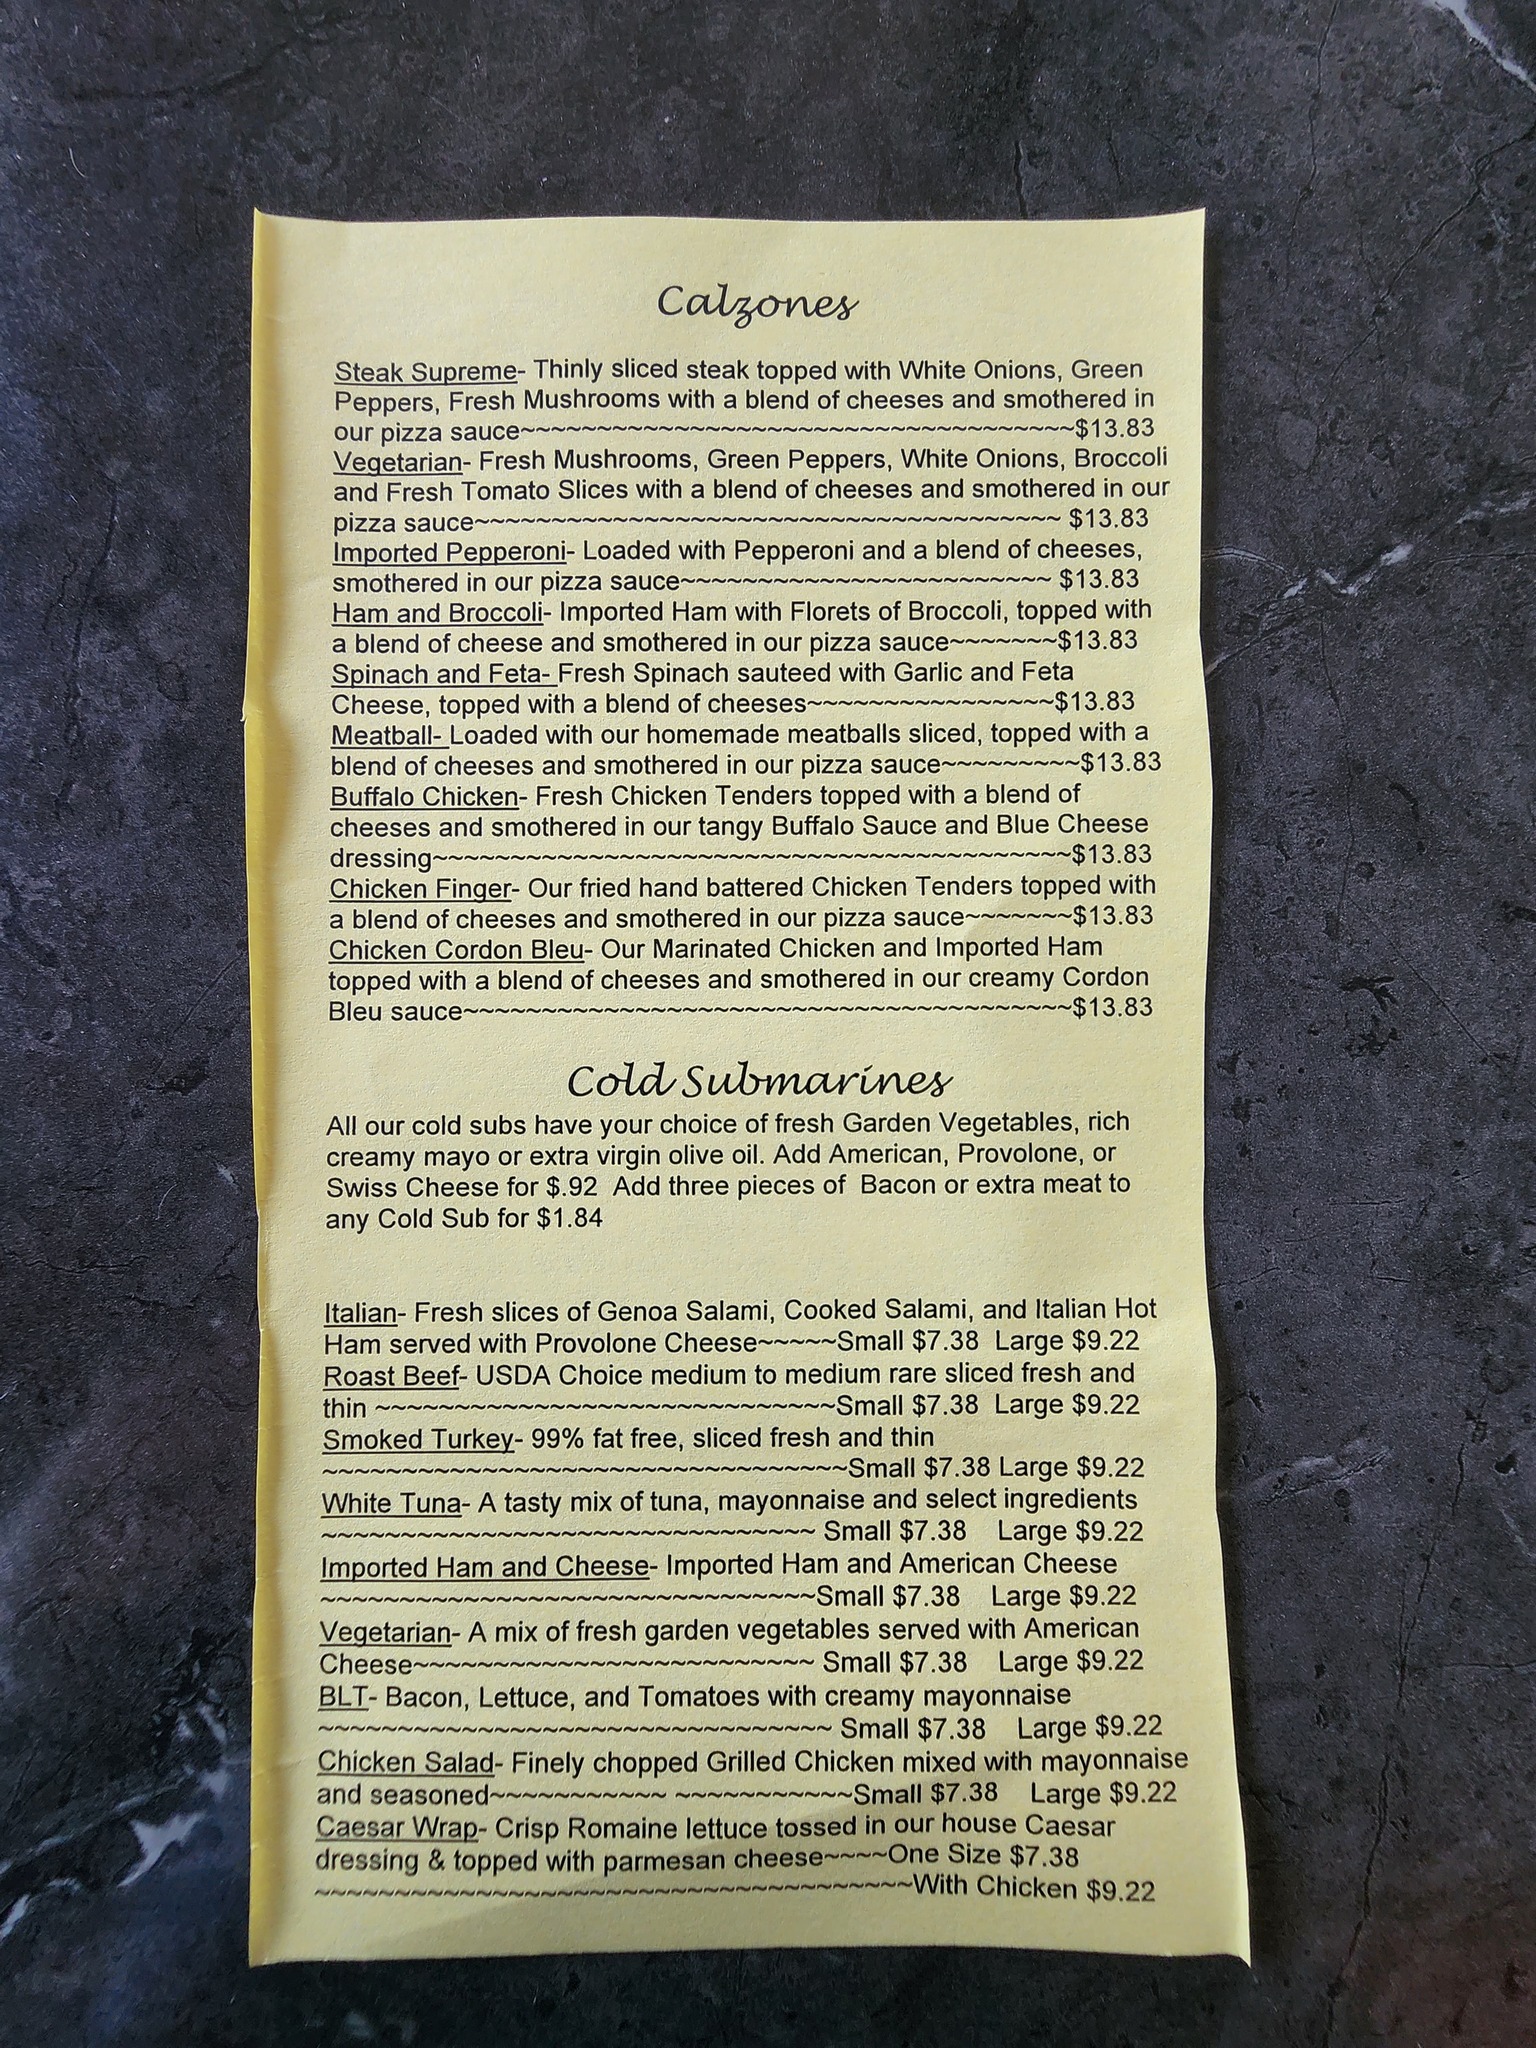 Calzones
Steak Supreme- Thinly sliced steak topped with White Onions, Green
Peppers, Fresh Mushrooms with a blend of cheeses and smothered in
our pizza sauce~~~~~~~~~~~~~~~~~~~~~~~~~~~~~~~~~~~~$13.83
Vegetarian- Fresh Mushrooms, Green Peppers, White Onions, Broccoli
and Fresh Tomato Slices with a blend of cheeses and smothered in our
pizza sauce~~~~~~~~~~~~~~~~~~~~~~~~~~~~~~~~~~~~~~ $13.83
Imported Pepperoni- Loaded with Pepperoni and a blend of cheeses,
smothered in our pizza sauce~~~~~~~~~~~~~~~~~~~~~~~~ $13.83
Ham and Broccoli- Imported Ham with Florets of Broccoli, topped with
a blend of cheese and smothered in our pizza sauce~~~~~~~$13.83
Spinach and Feta- Fresh Spinach sauteed with Garlic and Feta
Cheese, topped with a blend of cheeses~~~~~~~~~~~~~~~~$13.83
Meatball- Loaded with our homemade meatballs sliced, topped with a
blend of cheeses and smothered in our pizza sauce~~~~~~~~~$13.83
Buffalo Chicken- Fresh Chicken Tenders topped with a blend of
cheeses and smothered in our tangy Buffalo Sauce and Blue Cheese
dressing~~~~~~~~~~~~~~~~~~~~~~~~~~~~~~~~~~~~~~~~~$13.83
Chicken Finger- Our fried hand battered Chicken Tenders topped with
a blend of cheeses and smothered in our pizza sauce~~~~~~~$13.83
Chicken Cordon Bleu- Our Marinated Chicken and Imported Ham
topped with a blend of cheeses and smothered in our creamy Cordon
Bleu sauce~~~~~~~~~~~~~~~~~~~~~~~~~~~~~~~~~~~~~~~$13.83
Cold Submarines
All our cold subs have your choice of fresh Garden Vegetables, rich
creamy mayo or extra virgin olive oil. Add American, Provolone, or
Swiss Cheese for $.92  Add three pieces of  Bacon or extra meat to
any Cold Sub for $1.84
Italian- Fresh slices of Genoa Salami, Cooked Salami, and Italian Hot
Ham served with Provolone Cheese~~~~~Small $7.38  Large $9.22
Roast Beef- USDA Choice medium to medium rare sliced fresh and
thin ~~~~~~~~~~~~~~~~~~~~~~~~~~~~~Small $7.38  Large $9.22
Smoked Turkey- 99% fat free, sliced fresh and thin
~~~~~~~~~~~~~~~~~~~~~~~~~~~~~~~~~Small $7.38 Large $9.22
White Tuna- A tasty mix of tuna, mayonnaise and select ingredients
~~~~~~~~~~~~~~~~~~~~~~~~~~~~~~~ Small $7.38    Large $9.22
Imported Ham and Cheese- Imported Ham and American Cheese
~~~~~~~~~~~~~~~~~~~~~~~~~~~~~~~Small $7.38    Large $9.22
Vegetarian- A mix of fresh garden vegetables served with American
Cheese~~~~~~~~~~~~~~~~~~~~~~~~~ Small $7.38    Large $9.22
BLT- Bacon, Lettuce, and Tomatoes with creamy mayonnaise
~~~~~~~~~~~~~~~~~~~~~~~~~~~~~~~~ Small $7.38    Large $9.22
Chicken Salad- Finely chopped Grilled Chicken mixed with mayonnaise
and seasoned~~~~~~~~~~~ ~~~~~~~~~~~Small $7.38    Large $9.22
Caesar Wrap- Crisp Romaine lettuce tossed in our house Caesar
dressing & topped with parmesan cheese~~~~One Size $7.38
~~~~~~~~~~~~~~~~~~~~~~~~~~~~~~~~~~~~~With Chicken $9.22